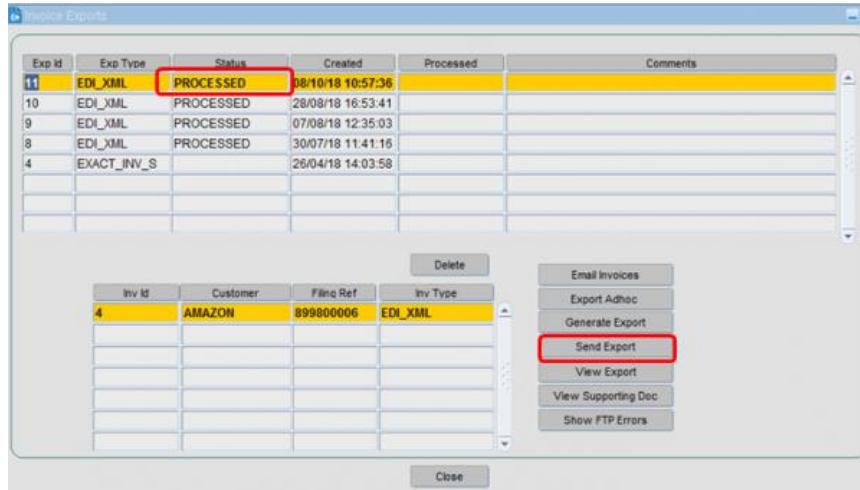 Invoice Exports
Exp Id Exp Type Status Created Processed Comments
11 EDI_XML PROCESSED 08/10/18 10:57:36
10 EDI_XML PROCESSED 28/08/18 16:53:41
9 EDI_XML PROCESSED 07/08/18 12:35:03
8 EDI_XML PROCESSED 30/07/18 11:41:16
4 EXACT_INV_S 26/04/18 14:03:58
Delete
Inv Id Customer Filing Ref Inv Type
4 AMAZON 899800006 EDI_XML
Email Invoices
Export Adhoc
Generate Export
Send Export
View Export
View Supporting Doc
Show FTP Errors
Close